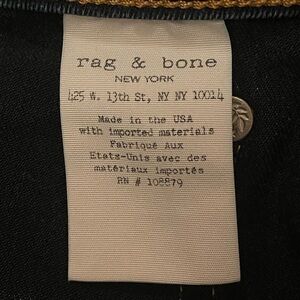 rag & bone
NEW YORK
425 W. 13th St, NY NY 10014
Made in the USA
with imported materials
Fabriqué Aux
Etats-Unis avec des
matériaux importés
RN # 108879